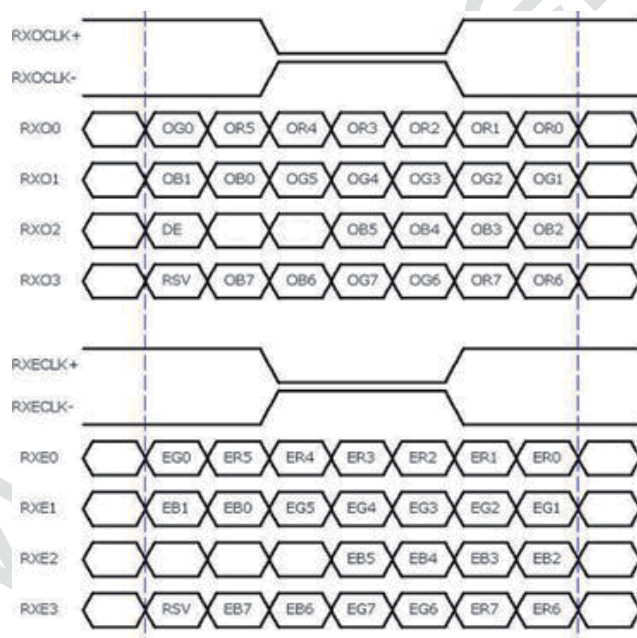 RXOCLK+
RXOCLK-
RXO0 OG0 OR5 OR4 OR3 OR2 OR1 OR0
RXO1 OB1 OB0 OG5 OG4 OG3 OG2 OG1
RXO2 DE OB5 OB4 OB3 OB2
RXO3 RSV OB7 OB6 OG7 OG6 OR7 OR6
RXECLK+
RXECLK-
RXE0 EG0 ER5 ER4 ER3 ER2 ER1 ER0
RXE1 EB1 EB0 EG5 EG4 EG3 EG2 EG1
RXE2 EB5 EB4 EB3 EB2
RXE3 RSV EB7 EB6 EG7 EG6 ER7 ER6